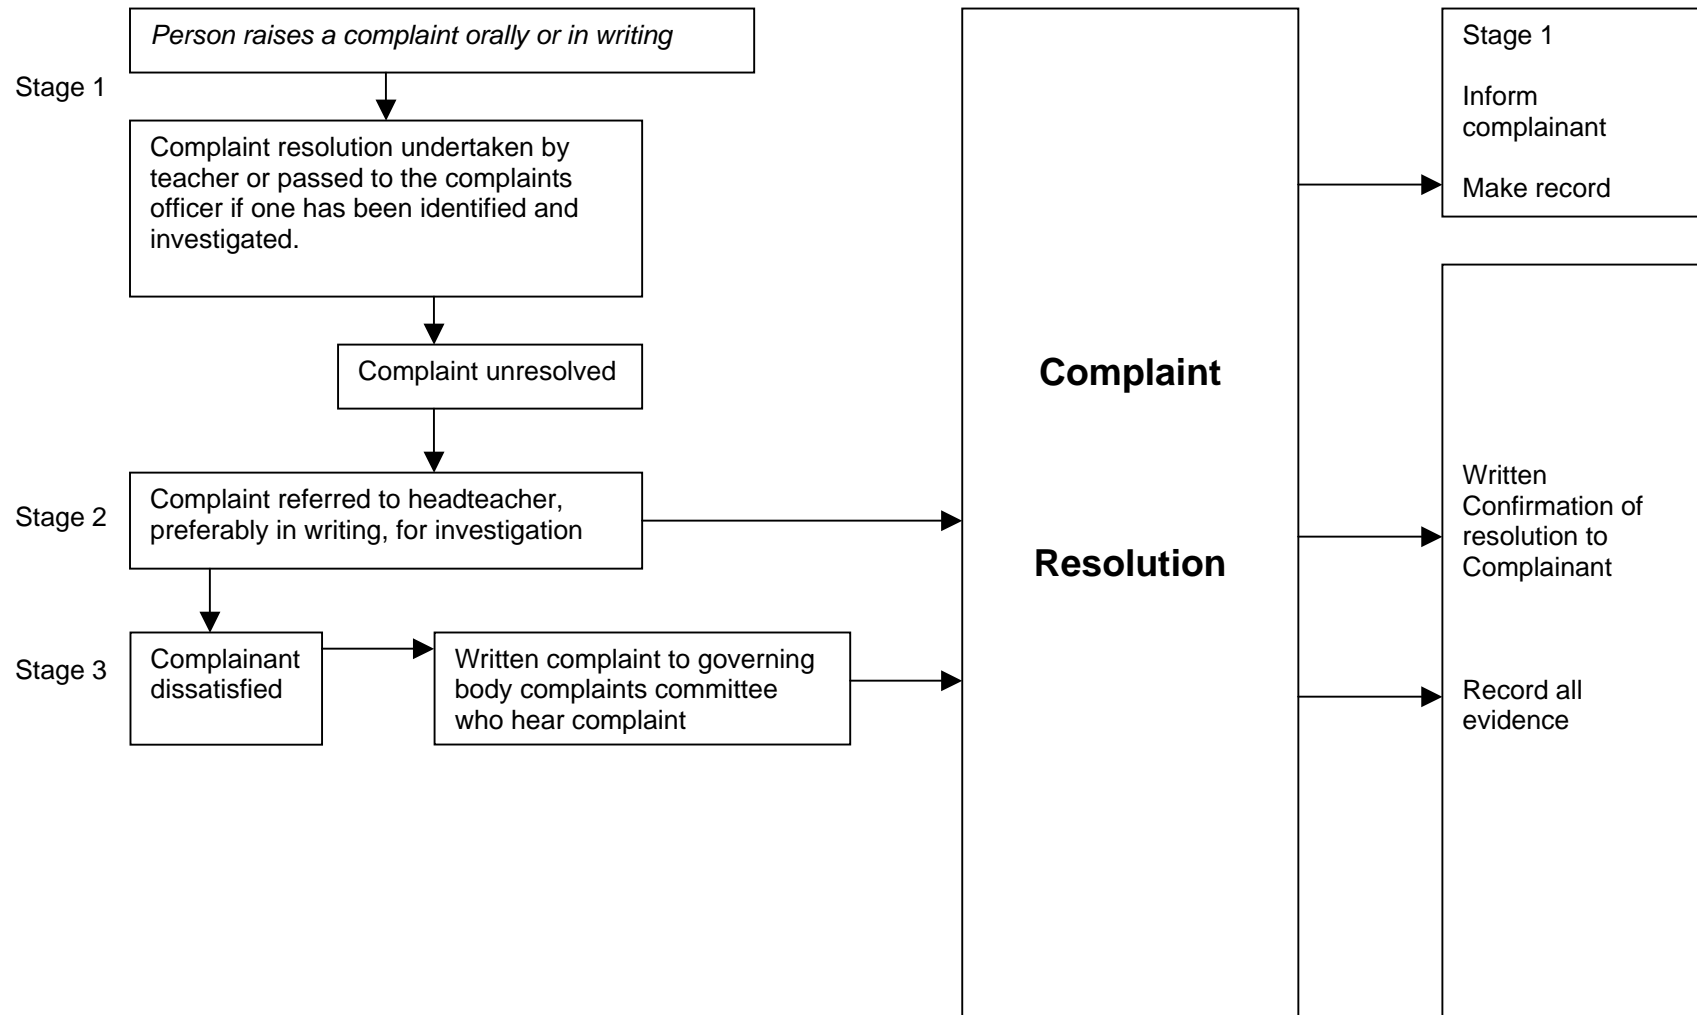 Person raises a complaint orally or in writing
Stage 1
Complaint resolution undertaken by
teacher or passed to the complaints
officer if one has been identified and
investigated.
Complaint unresolved
Stage 2
Complaint referred to headteacher,
preferably in writing, for investigation
Stage 3
Complainant
dissatisfied
Written complaint to governing
body complaints committee
who hear complaint
Complaint
Resolution
Stage 1
Inform
complainant
Make record
Written
Confirmation of
resolution to
Complainant
Record all
evidence